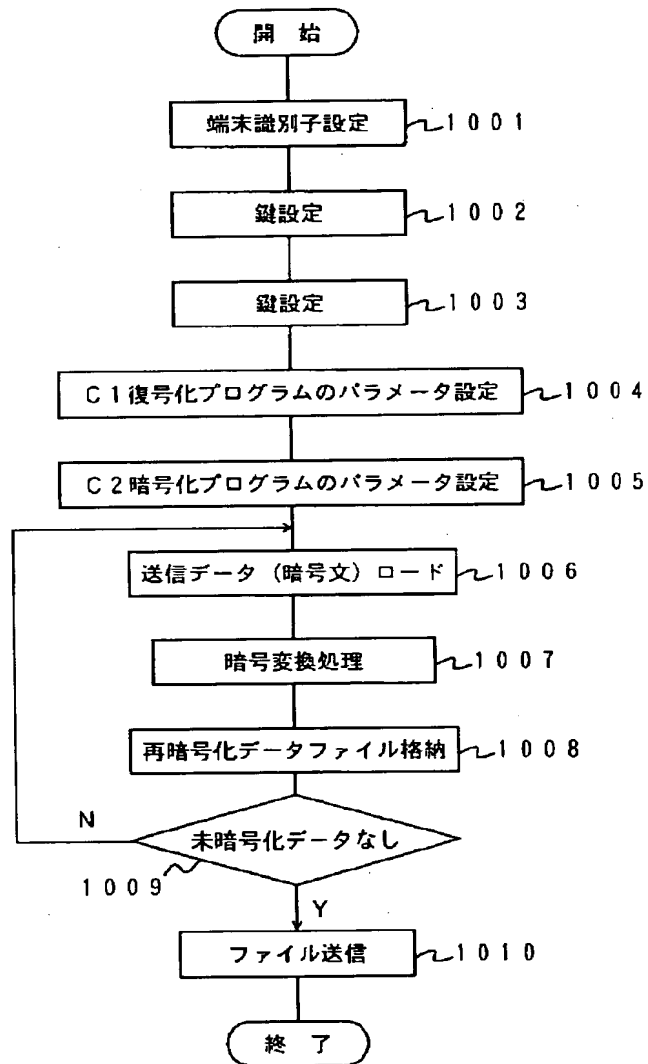 開 始
端末識別子設定 1001
鍵設定 1002
鍵設定 1003
C1復号化プログラムのパラメータ設定 1004
C2暗号化プログラムのパラメータ設定 1005
送信データ(暗号文)ロード 1006
暗号変換処理 1007
再暗号化データファイル格納 1008
N
未暗号化データなし
1009
Y
ファイル送信 1010
終 了